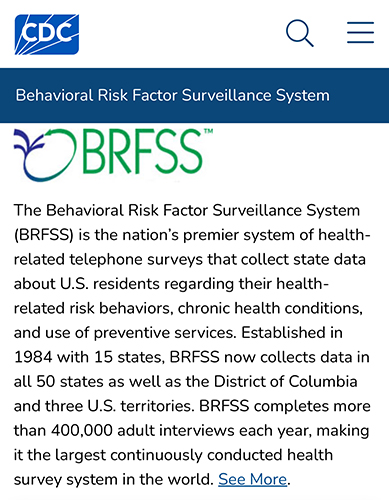 CDC
Behavioral Risk Factor Surveillance System
BRFSS™
The Behavioral Risk Factor Surveillance System
(BRFSS) is the nation’s premier system of health-
related telephone surveys that collect state data
about U.S. residents regarding their health-
related risk behaviors, chronic health conditions,
and use of preventive services. Established in
1984 with 15 states, BRFSS now collects data in
all 50 states as well as the District of Columbia
and three U.S. territories. BRFSS completes more
than 400,000 adult interviews each year, making
it the largest continuously conducted health
survey system in the world. See More.